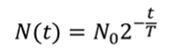 N(t) = N₀2^(-t/T)